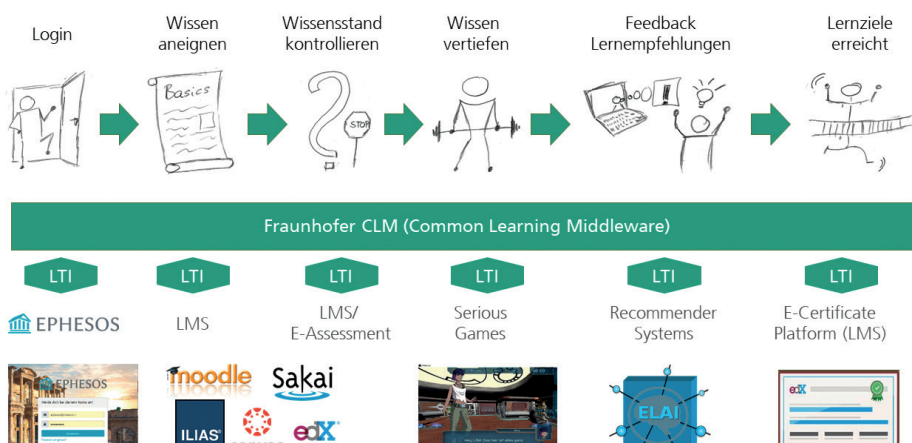 Login
Wissen
aneignen
Wissensstand
kontrollieren
Wissen
vertiefen
Feedback
Lernempfehlungen
Lernziele
erreicht
Basics
STOP
Fraunhofer CLM (Common Learning Middleware)
LTI
LTI
LTI
LTI
LTI
LTI
EPHESOS
LMS
LMS/
E-Assessment
Serious
Games
Recommender
Systems
E-Certificate
Platform (LMS)
EPHESOS
moodle
Sakai
ILIAS
edX
ELAI
edX